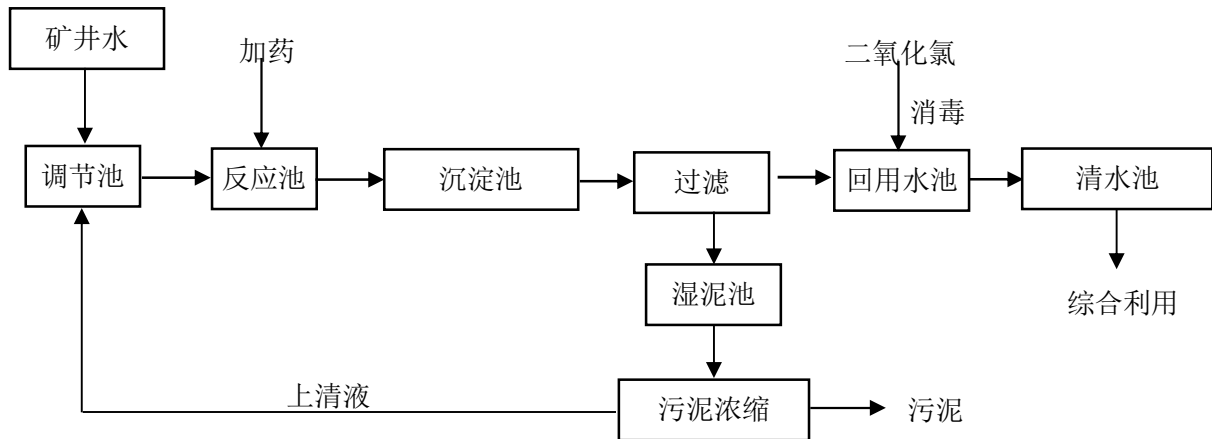 矿井水
加药
二氧化氯
消毒
调节池
反应池
沉淀池
过滤
回用水池
清水池
湿泥池
综合利用
上清液
污泥浓缩
污泥